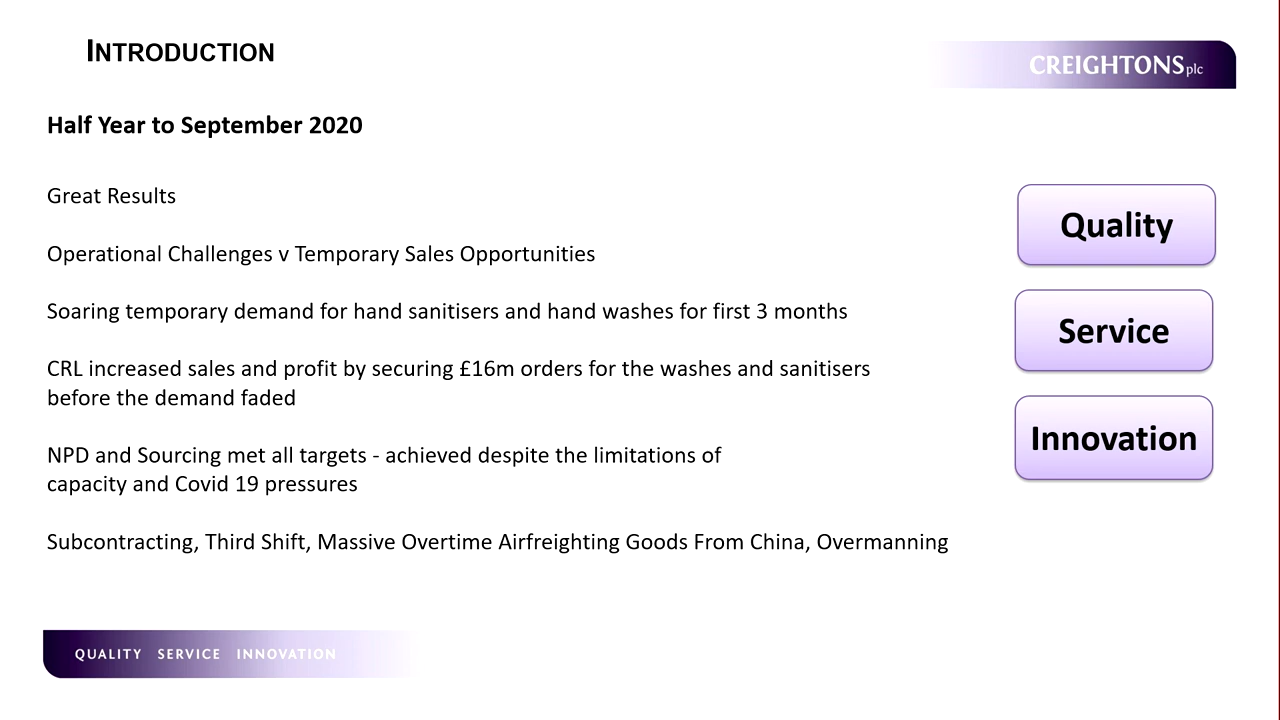 INTRODUCTION
CREIGHTONS plc
Half Year to September 2020
Great Results
Operational Challenges v Temporary Sales Opportunities
Soaring temporary demand for hand sanitisers and hand washes for first 3 months
CRL increased sales and profit by securing £16m orders for the washes and sanitisers
before the demand faded
NPD and Sourcing met all targets - achieved despite the limitations of
capacity and Covid 19 pressures
Subcontracting, Third Shift, Massive Overtime Airfreighting Goods From China, Overmanning
Quality
Service
Innovation
QUALITY SERVICE INNOVATION